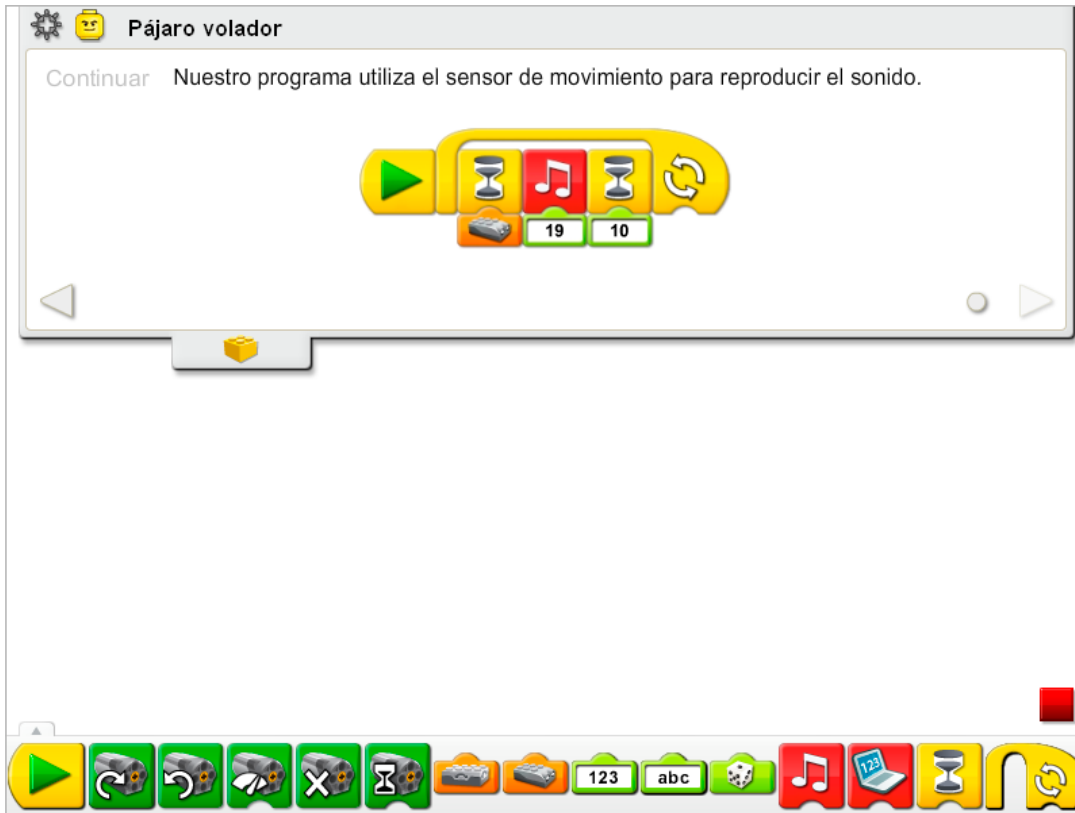 Pájaro volador
Continuar Nuestro programa utiliza el sensor de movimiento para reproducir el sonido.
19 10
123 abc 123